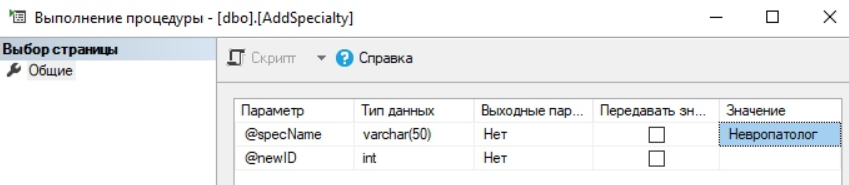 Выполнение процедуры - [dbo].[AddSpecialty]
Выбор страницы
Общие
Скрипт Справка
Параметр Тип данных Выходные пар... Передавать зн... Значение
@specName varchar(50) Нет Невропатолог
@newID int Нет